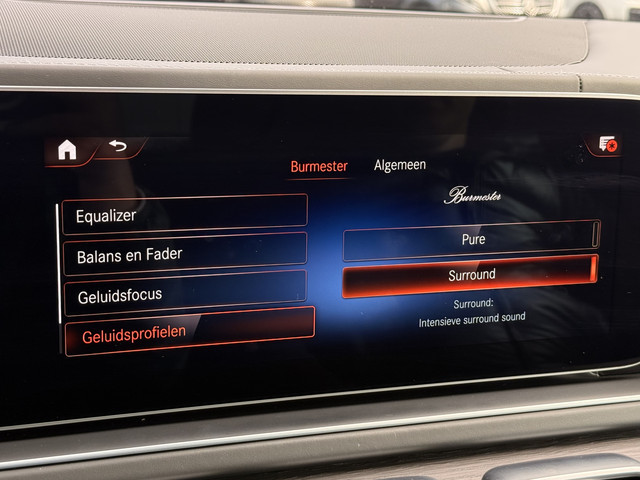 Burmester Algemeen
Equalizer
Balans en Fader
Geluidsfocus
Geluidsprofielen
Burmester
Pure
Surround
Surround:
Intensieve surround sound